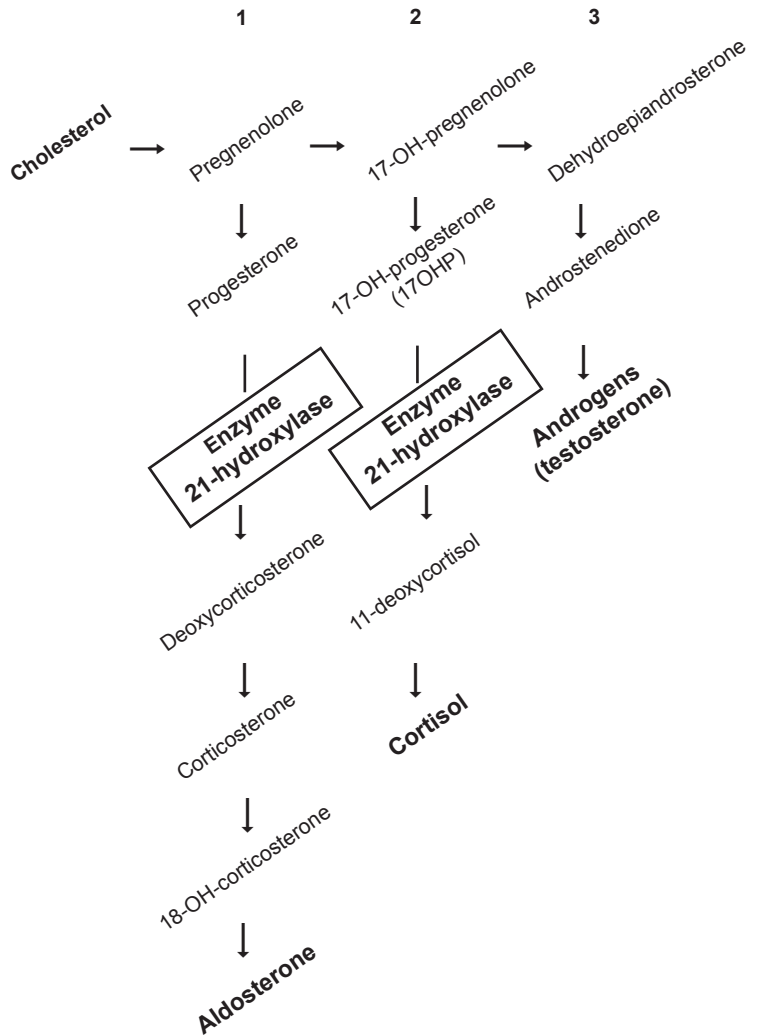 1
2
3
Cholesterol
Pregnenolone
17-OH-pregnenolone
Dehydroepiandrosterone
Progesterone
17-OH-progesterone
(17OHP)
Androstenedione
Enzyme
21-hydroxylase
Enzyme
21-hydroxylase
Androgens
(testosterone)
Deoxycorticosterone
11-deoxycortisol
Corticosterone
Cortisol
18-OH-corticosterone
Aldosterone